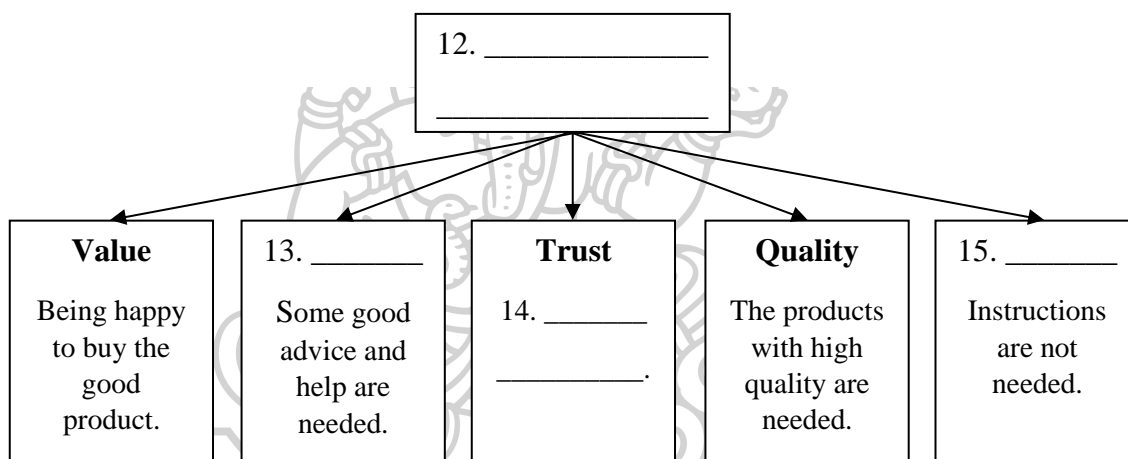 12. ______________
_________________
Value
Being happy
to buy the
good
product.
13. _______
Some good
advice and
help are
needed.
Trust
14. _______
__________.
Quality
The products
with high
quality are
needed.
15. _______
Instructions
are not
needed.